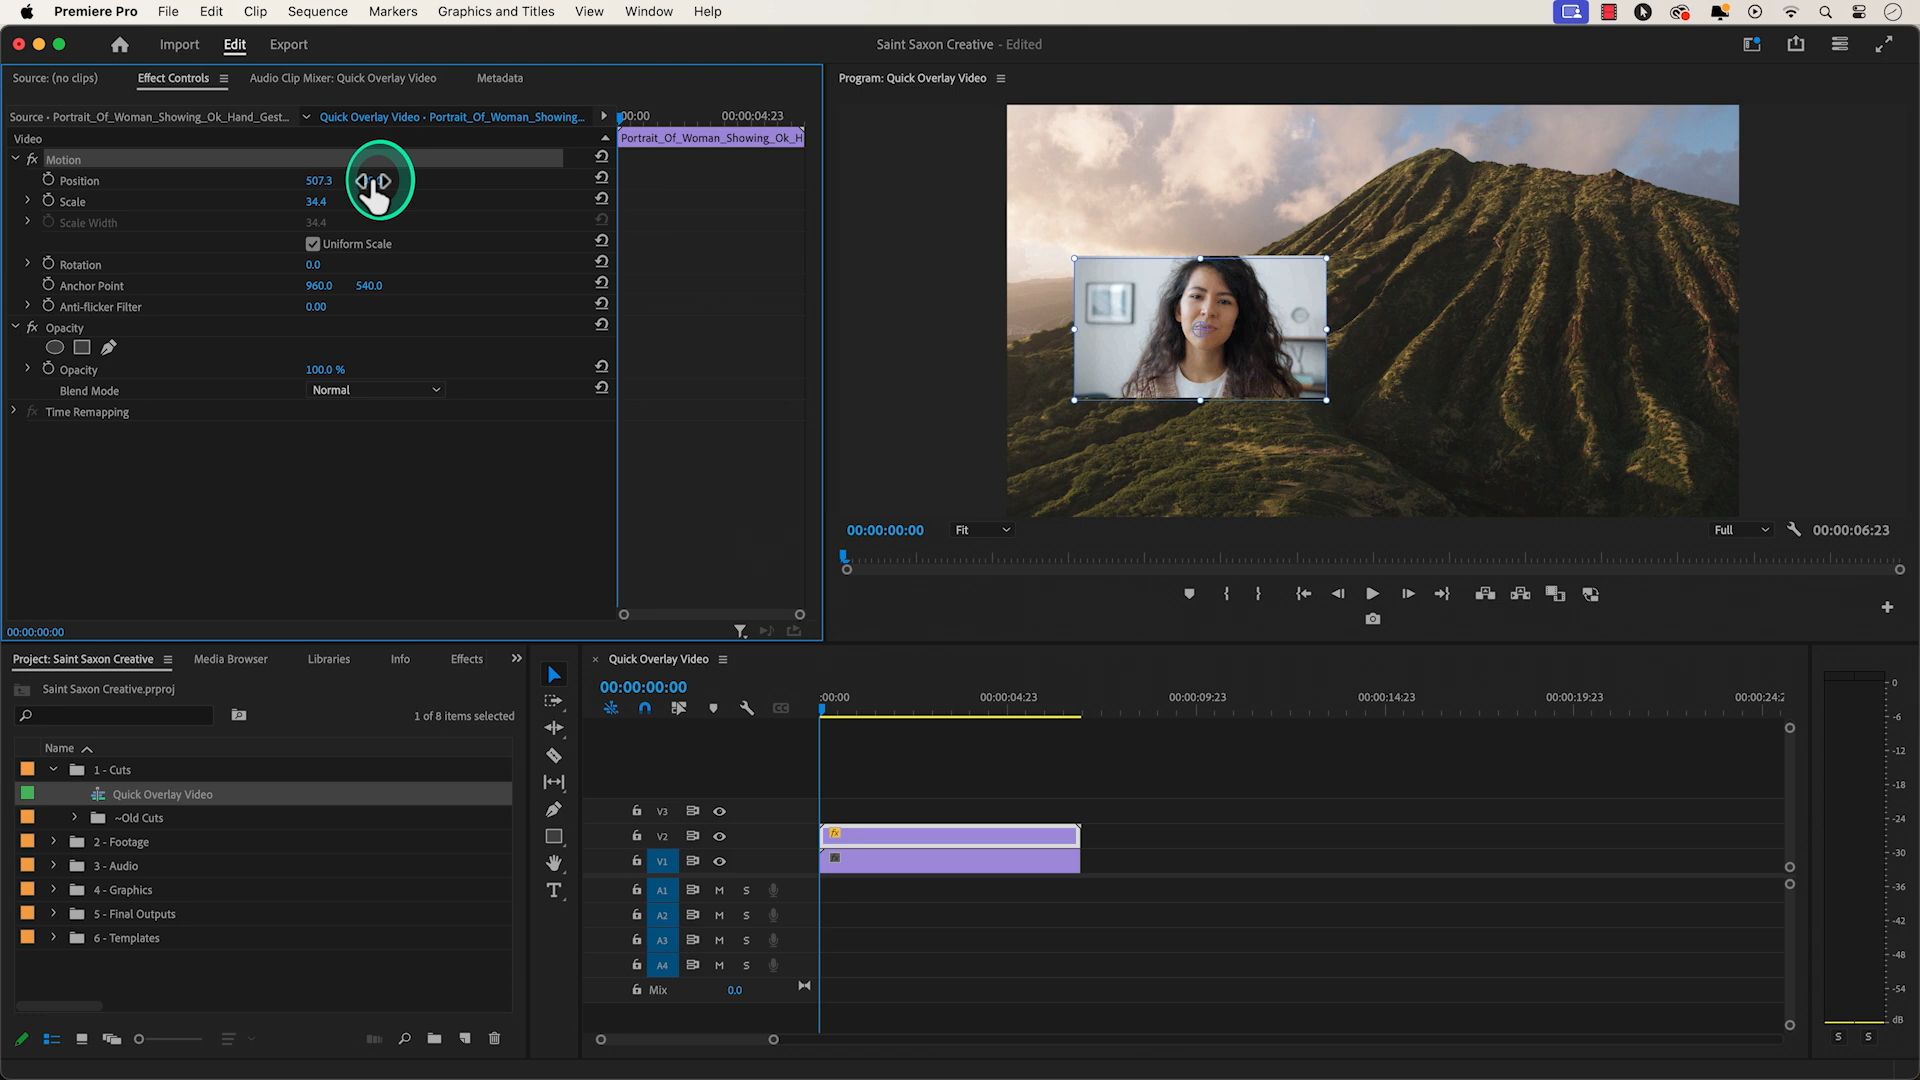 Premiere Pro File Edit Clip Sequence Markers Graphics and Titles View Window Help
Import Edit Export Saint Saxon Creative - Edited
Source: (no clips) Effect Controls Audio Clip Mixer: Quick Overlay Video Metadata
Program: Quick Overlay Video
Source • Portrait_Of_Woman_Showing_Ok_Hand_Gest... Quick Overlay Video • Portrait_Of_Woman_Showing...
:00:00 00:00:04:23
Video
Portrait_Of_Woman_Showing_Ok_H
fx Motion
Position 507.3
Scale 34.4
Scale Width 34.4
Uniform Scale
Rotation 0.0
Anchor Point 960.0 540.0
Anti-flicker Filter 0.00
fx Opacity
Opacity 100.0 %
Blend Mode Normal
fx Time Remapping
00:00:00:00
00:00:00:00 Fit Full 00:00:06:23
Project: Saint Saxon Creative Media Browser Libraries Info Effects
Saint Saxon Creative.prproj
1 of 8 items selected
Name
1 - Cuts
Quick Overlay Video
~Old Cuts
2 - Footage
3 - Audio
4 - Graphics
5 - Final Outputs
6 - Templates
T
× Quick Overlay Video
00:00:00:00
CC
:00:00 00:00:04:23 00:00:09:23 00:00:14:23 00:00:19:23 00:00:24:2
V3
V2 fx
V1 fx
A1 M S
A2 M S
A3 M S
A4 M S
Mix 0.0
0
-6
-12
-18
-24
-30
-36
-42
-48
-54
dB
S S